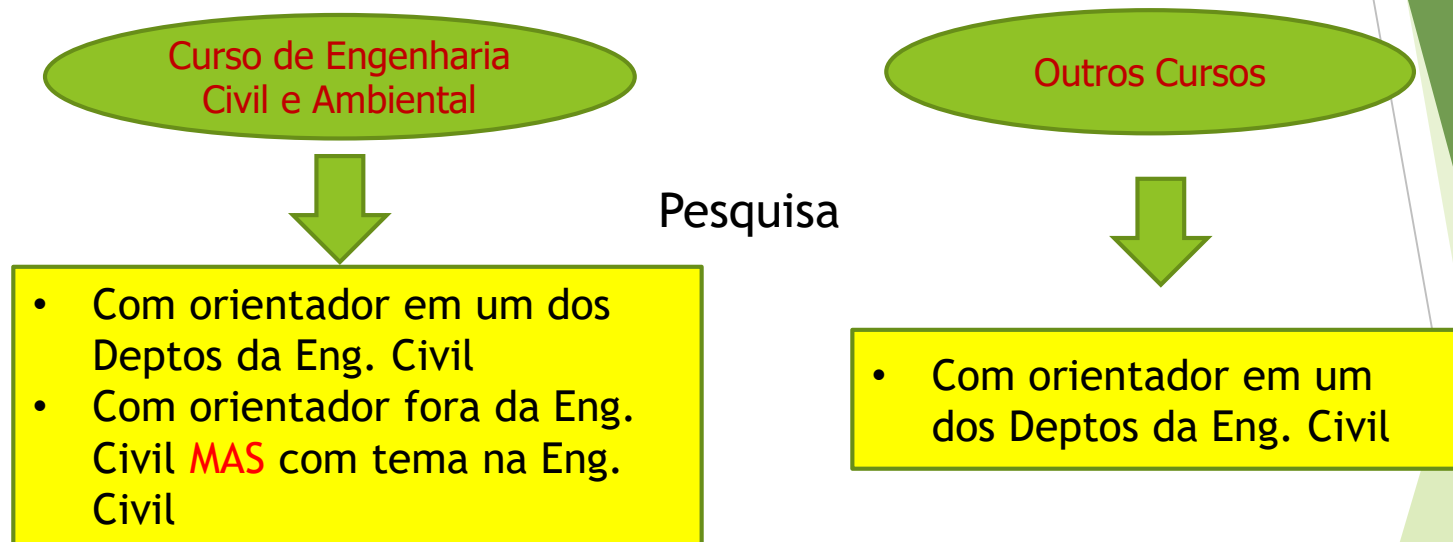 Curso de Engenharia
Civil e Ambiental
Outros Cursos
Pesquisa
• Com orientador em um dos
Deptos da Eng. Civil
• Com orientador fora da Eng.
Civil MAS com tema na Eng.
Civil
• Com orientador em um
dos Deptos da Eng. Civil